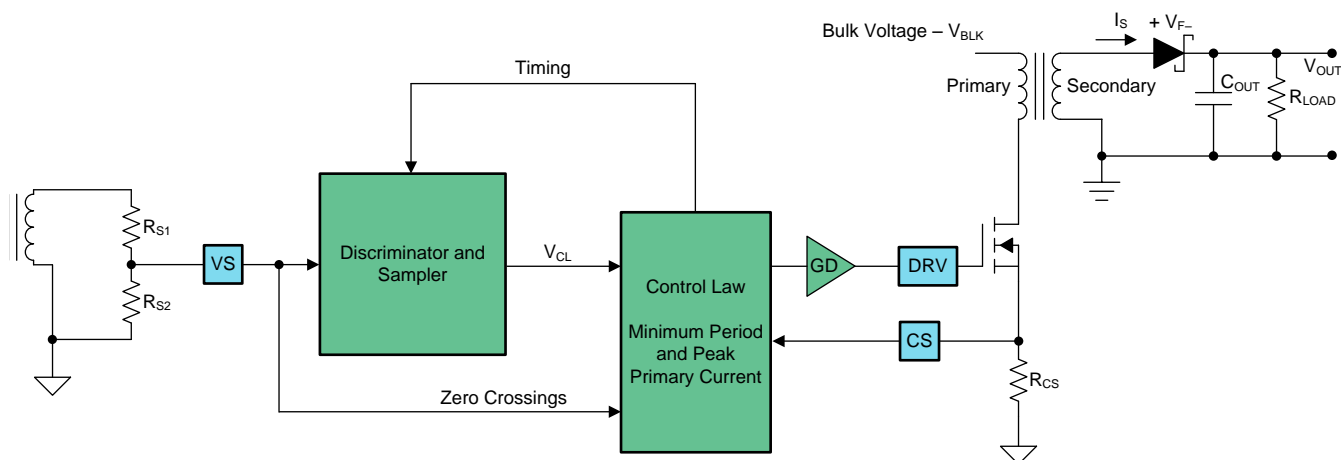 Bulk Voltage – VBLK
IS
+ VF–
VOUT
Timing
Primary
Secondary
COUT
RLOAD
RS1
VS
Discriminator and
Sampler
VCL
RS2
Control Law
Minimum Period
and Peak
Primary Current
GD
DRV
CS
RCS
Zero Crossings